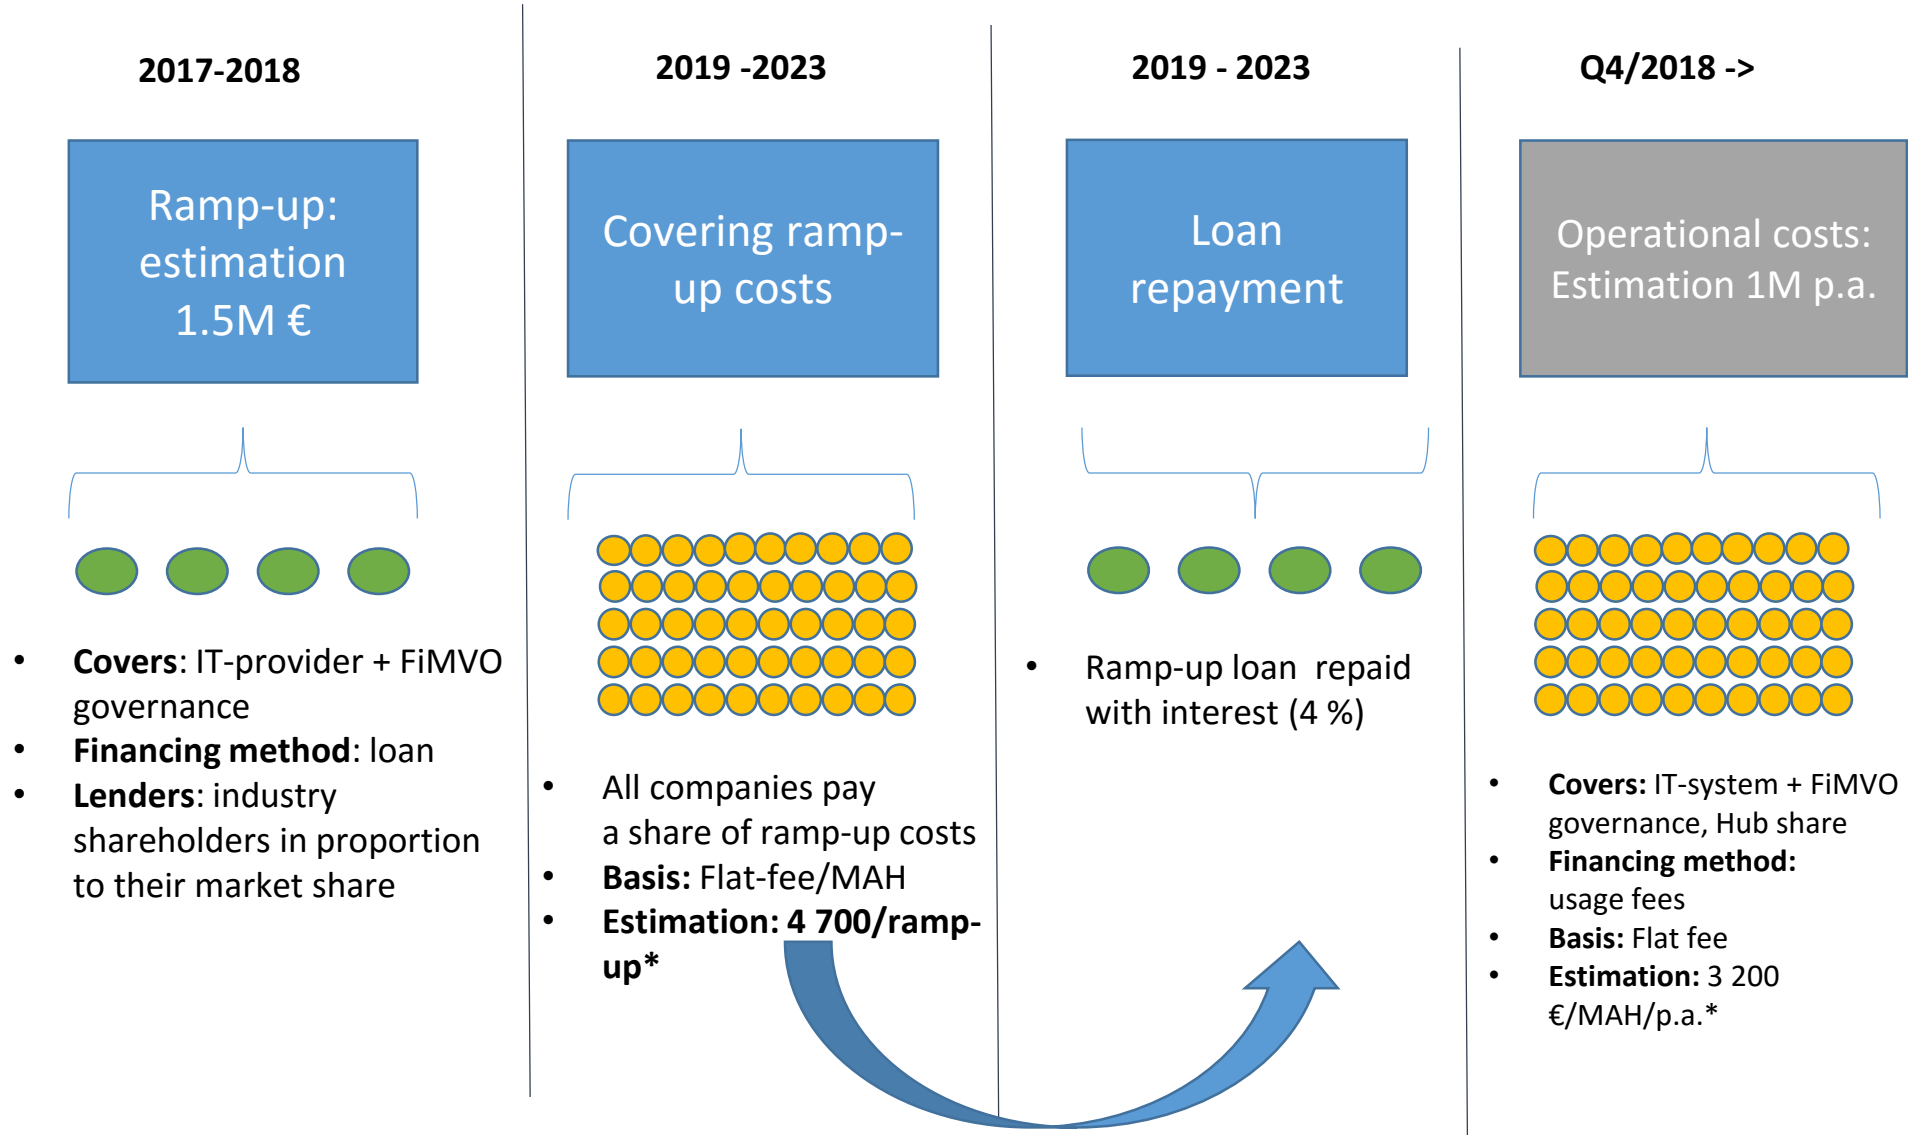 2017-2018
Ramp-up:
estimation
1.5M €
• Covers: IT-provider + FiMVO
governance
• Financing method: loan
• Lenders: industry
shareholders in proportion
to their market share
2019 -2023
Covering ramp-
up costs
• All companies pay
a share of ramp-up costs
• Basis: Flat-fee/MAH
• Estimation: 4 700/ramp-
up*
2019 - 2023
Loan
repayment
• Ramp-up loan repaid
with interest (4 %)
Q4/2018 ->
Operational costs:
Estimation 1M p.a.
• Covers: IT-system + FiMVO
governance, Hub share
• Financing method:
usage fees
• Basis: Flat fee
• Estimation: 3 200
€/MAH/p.a.*